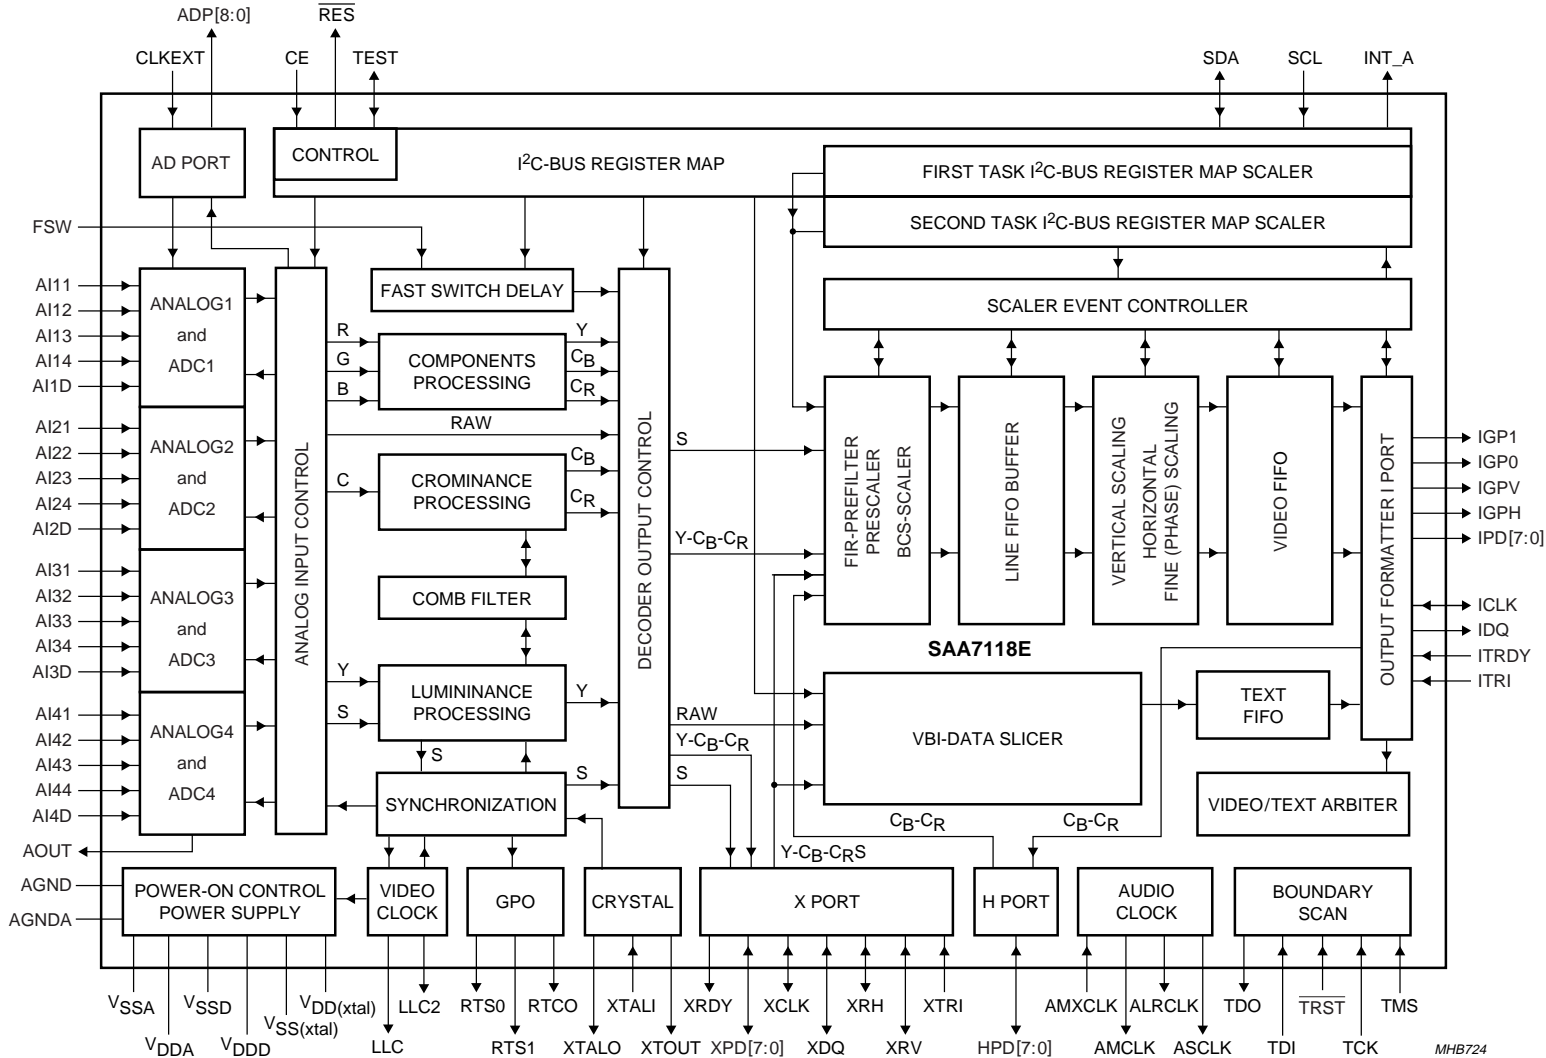 ADP[8:0]
RES
CLKEXT
CE
TEST
SDA
SCL
INT_A
AD PORT
CONTROL
I2C-BUS REGISTER MAP
FIRST TASK I2C-BUS REGISTER MAP SCALER
SECOND TASK I2C-BUS REGISTER MAP SCALER
FSW
FAST SWITCH DELAY
SCALER EVENT CONTROLLER
AI11
AI12
AI13
AI14
AI1D
ANALOG1
and
ADC1
AI21
AI22
AI23
AI24
AI2D
ANALOG2
and
ADC2
AI31
AI32
AI33
AI34
AI3D
ANALOG3
and
ADC3
AI41
AI42
AI43
AI44
AI4D
ANALOG4
and
ADC4
AOUT
AGND
AGNDA
ANALOG INPUT CONTROL
R
G
B
COMPONENTS
PROCESSING
Y
CB
CR
RAW
C
CROMINANCE
PROCESSING
CB
CR
COMB FILTER
Y
S
LUMININANCE
PROCESSING
Y
S
SYNCHRONIZATION
S
DECODER OUTPUT CONTROL
S
Y-CB-CR
RAW
Y-CB-CR
S
FIR-PREFILTER
PRESCALER
BCS-SCALER
LINE FIFO BUFFER
VERTICAL SCALING
HORIZONTAL
FINE (PHASE) SCALING
VIDEO FIFO
OUTPUT FORMATTER I PORT
IGP1
IGP0
IGPV
IGPH
IPD[7:0]
ICLK
IDQ
ITRDY
ITRI
SAA7118E
VBI-DATA SLICER
TEXT
FIFO
VIDEO/TEXT ARBITER
CB-CR
CB-CR
Y-CB-CRS
POWER-ON CONTROL
POWER SUPPLY
VIDEO
CLOCK
GPO
CRYSTAL
X PORT
H PORT
AUDIO
CLOCK
BOUNDARY
SCAN
VSSA
VDDA
VSSD
VDDD
VSS(xtal)
VDD(xtal)
LLC
LLC2
RTS0
RTS1
RTCO
XTALO
XTALI
XTOUT
XRDY
XPD[7:0]
XCLK
XDQ
XRH
XRV
XTRI
HPD[7:0]
AMXCLK
AMCLK
ALRCLK
ASCLK
TDO
TDI
TRST
TCK
TMS
MHB724